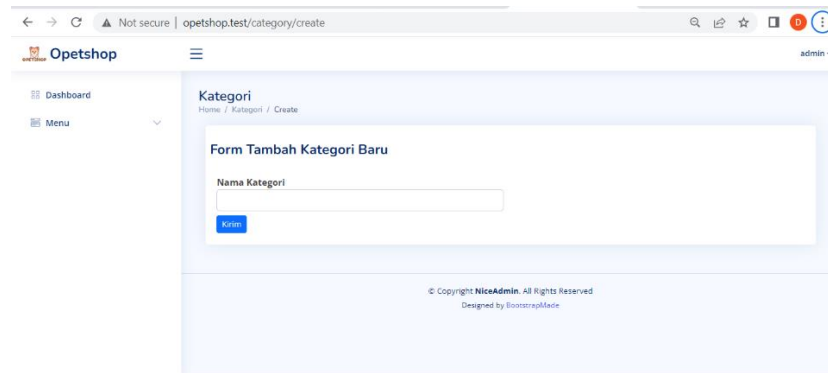 Not secure | opetshop.test/category/create
D
Opetshop
admin
Dashboard
Menu
Kategori
Home / Kategori / Create
Form Tambah Kategori Baru
Nama Kategori
Kirim
© Copyright NiceAdmin. All Rights Reserved
Designed by BootstrapMade